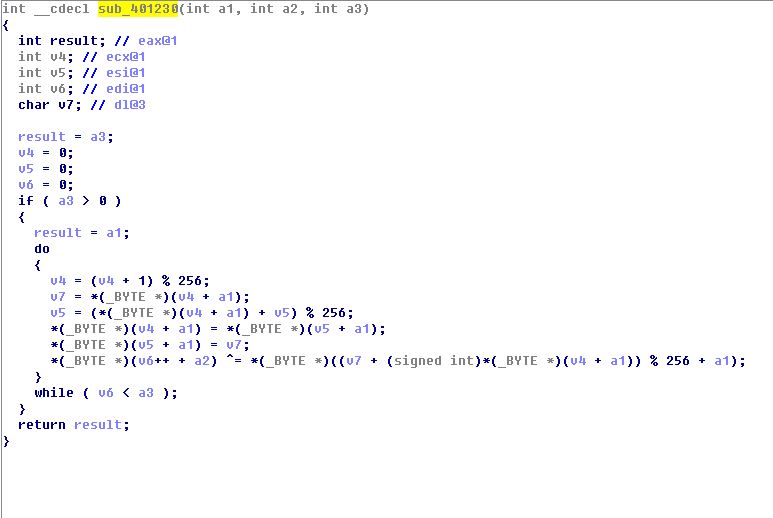 int __cdecl sub_401230(int a1, int a2, int a3)
{
  int result; // eax@1
  int v4; // ecx@1
  int v5; // esi@1
  int v6; // edi@1
  char v7; // dl@3

  result = a3;
  v4 = 0;
  v5 = 0;
  v6 = 0;
  if ( a3 > 0 )
  {
    result = a1;
    do
    {
      v4 = (v4 + 1) % 256;
      v7 = *(_BYTE *)(v4 + a1);
      v5 = (*(_BYTE *)(v4 + a1) + v5) % 256;
      *(_BYTE *)(v4 + a1) = *(_BYTE *)(v5 + a1);
      *(_BYTE *)(v5 + a1) = v7;
      *(_BYTE *)(v6++ + a2) ^= *(_BYTE *)((v7 + (signed int)*(_BYTE *)(v4 + a1)) % 256 + a1);
    }
    while ( v6 < a3 );
  }
  return result;
}